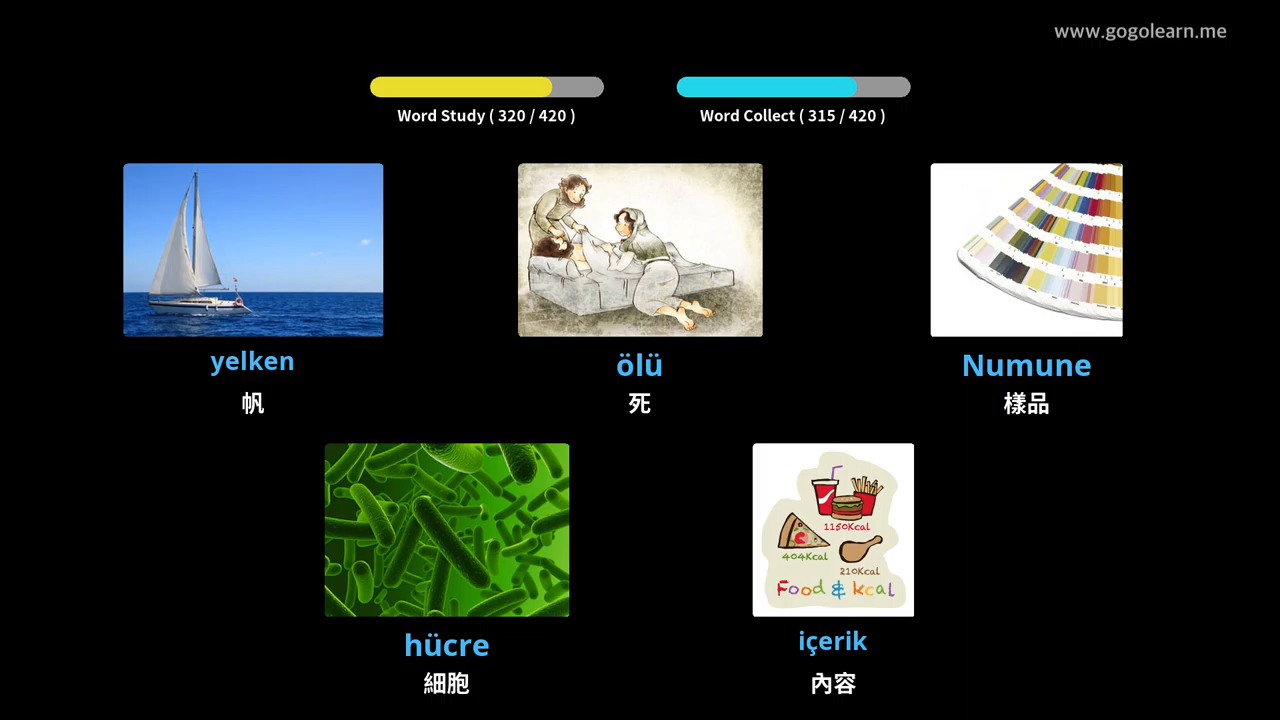 www.gogolearn.me
Word Study ( 320 / 420 )
Word Collect ( 315 / 420 )
yelken
帆
ölü
死
Numune
樣品
hücre
細胞
1150Kcal
404Kcal
210Kcal
Food & kcal
içerik
內容